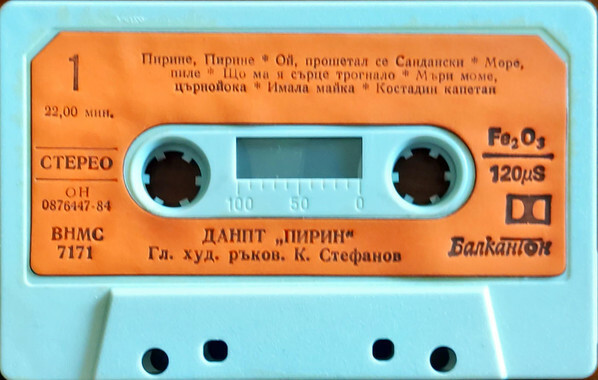 1
Пирине, Пирине * Ой, прошетал се Сандански * Море,
пиле * Що ма я сърце трогнало * Мъри моме,
църнойока * Имала майка * Костадин капетан
22,00 мин.
Fe₂O₃
120µS
СТЕРЕО
ОН
0876447-84
100 50 0
ВНМС
7171
ДАНПТ „ПИРИН“
Гл. худ. ръков. К. Стефанов
Балкантон